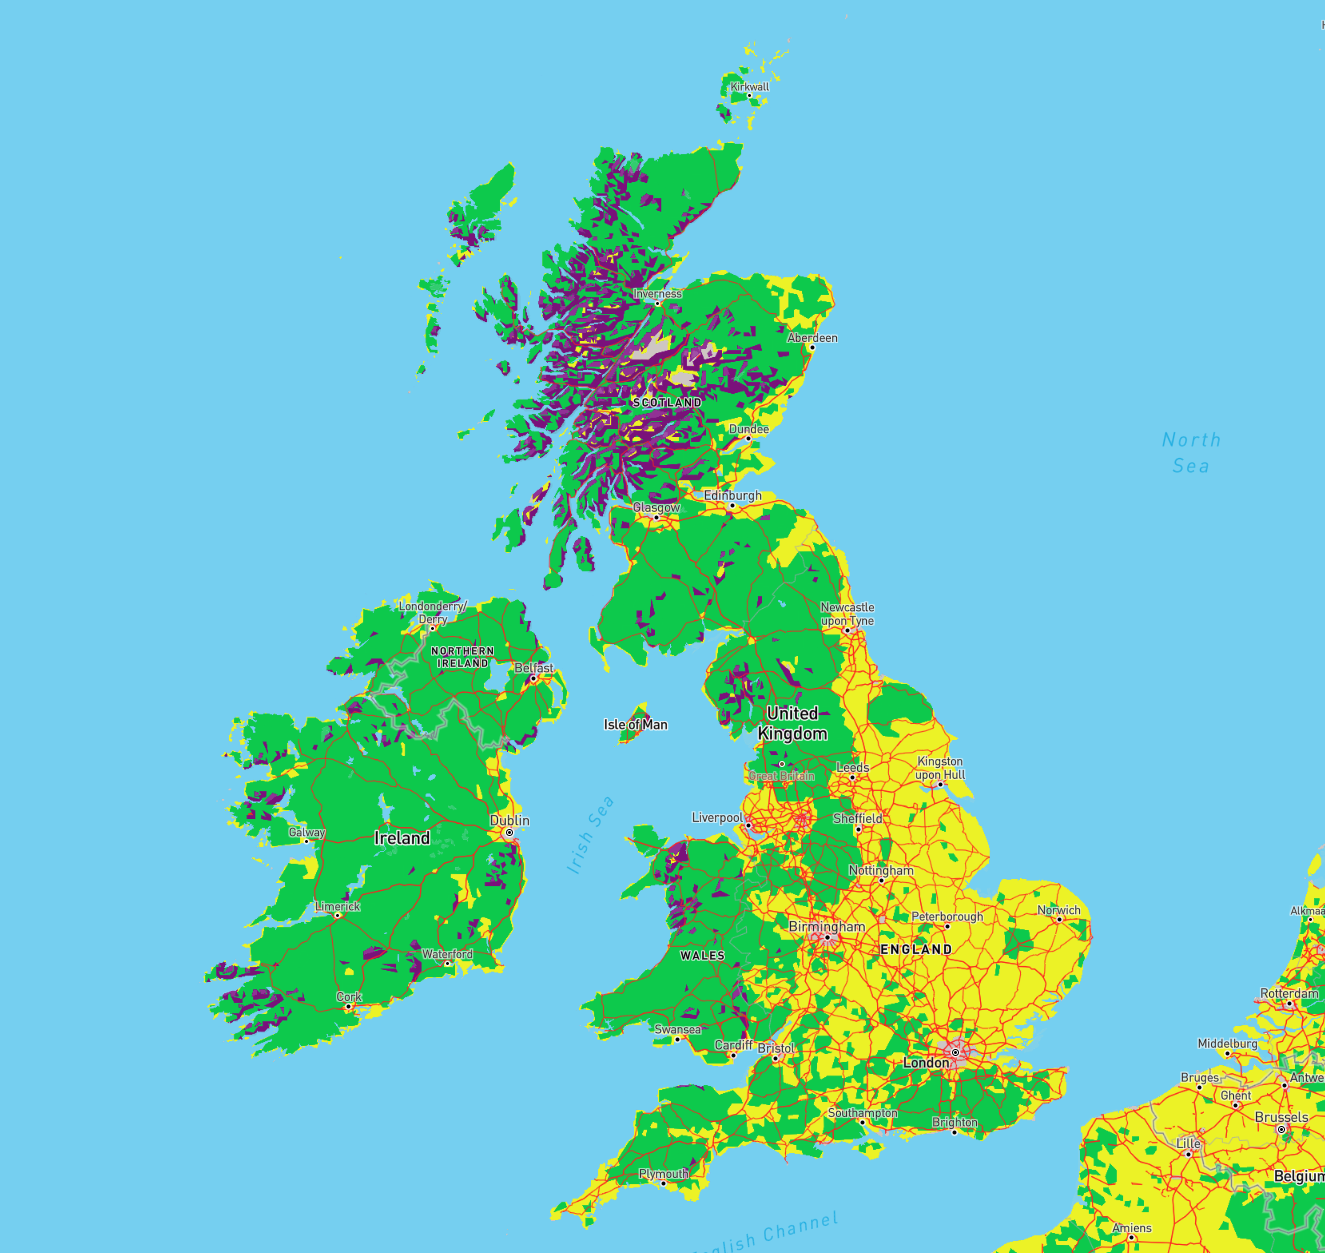 Kirkwall
Inverness
Aberdeen
SCOTLAND
Dundee
North
Sea
Edinburgh
Glasgow
Londonderry/
Derry
Newcastle
upon Tyne
NORTHERN
IRELAND
Belfast
Isle of Man
United
Kingdom
Great Britain
Leeds
Kingston
upon Hull
Irish Sea
Liverpool
Sheffield
Dublin
Galway
Ireland
Nottingham
Limerick
Peterborough
Norwich
Birmingham
Alkmaa
WALES
ENGLAND
Waterford
Cork
Rotterdam
Swansea
Cardiff
Bristol
London
Middelburg
Bruges
Antwe
Ghent
Southampton
Brighton
Brussels
Lille
Plymouth
Belgium
English Channel
Amiens